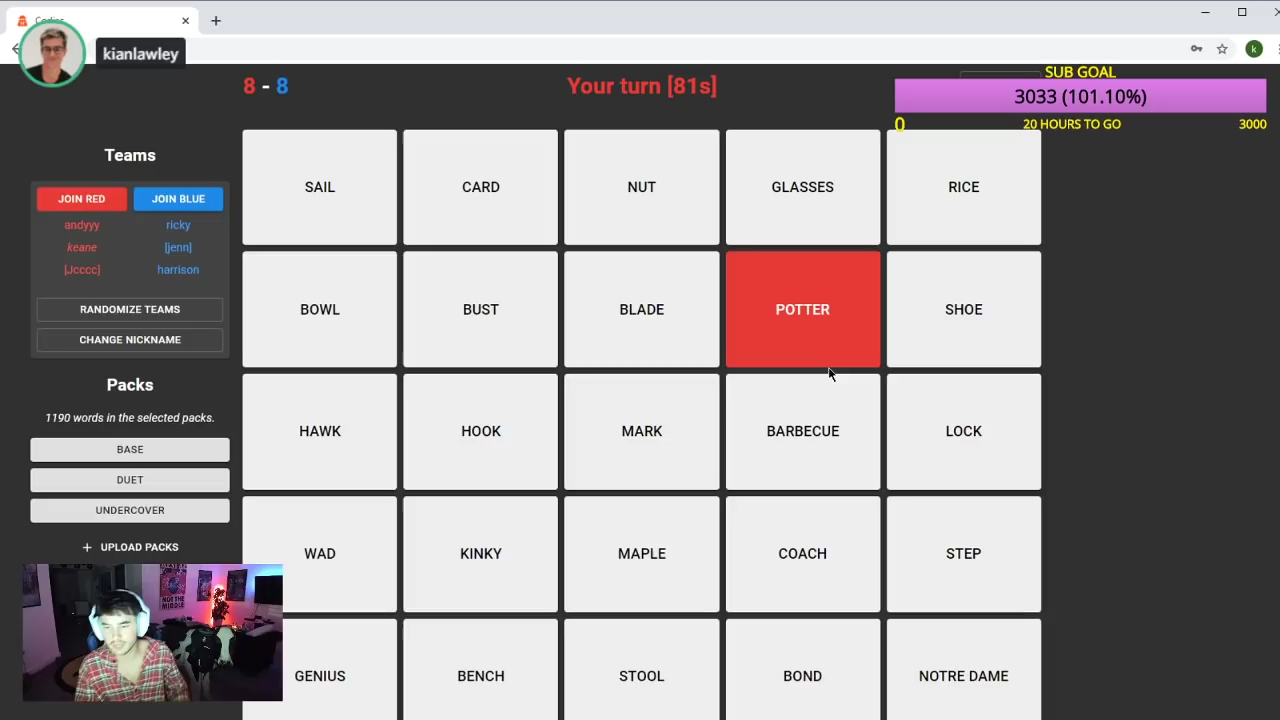 Codies
kianlawley
8 - 8
Your turn [81s]
SUB GOAL
3033 (101.10%)
0
20 HOURS TO GO
3000
Teams
JOIN RED
JOIN BLUE
andyyy
ricky
keane
[jenn]
[Jcccc]
harrison
RANDOMIZE TEAMS
CHANGE NICKNAME
Packs
1190 words in the selected packs.
BASE
DUET
UNDERCOVER
+ UPLOAD PACKS
SAIL
CARD
NUT
GLASSES
RICE
BOWL
BUST
BLADE
POTTER
SHOE
HAWK
HOOK
MARK
BARBECUE
LOCK
WAD
KINKY
MAPLE
COACH
STEP
GENIUS
BENCH
STOOL
BOND
NOTRE DAME
k